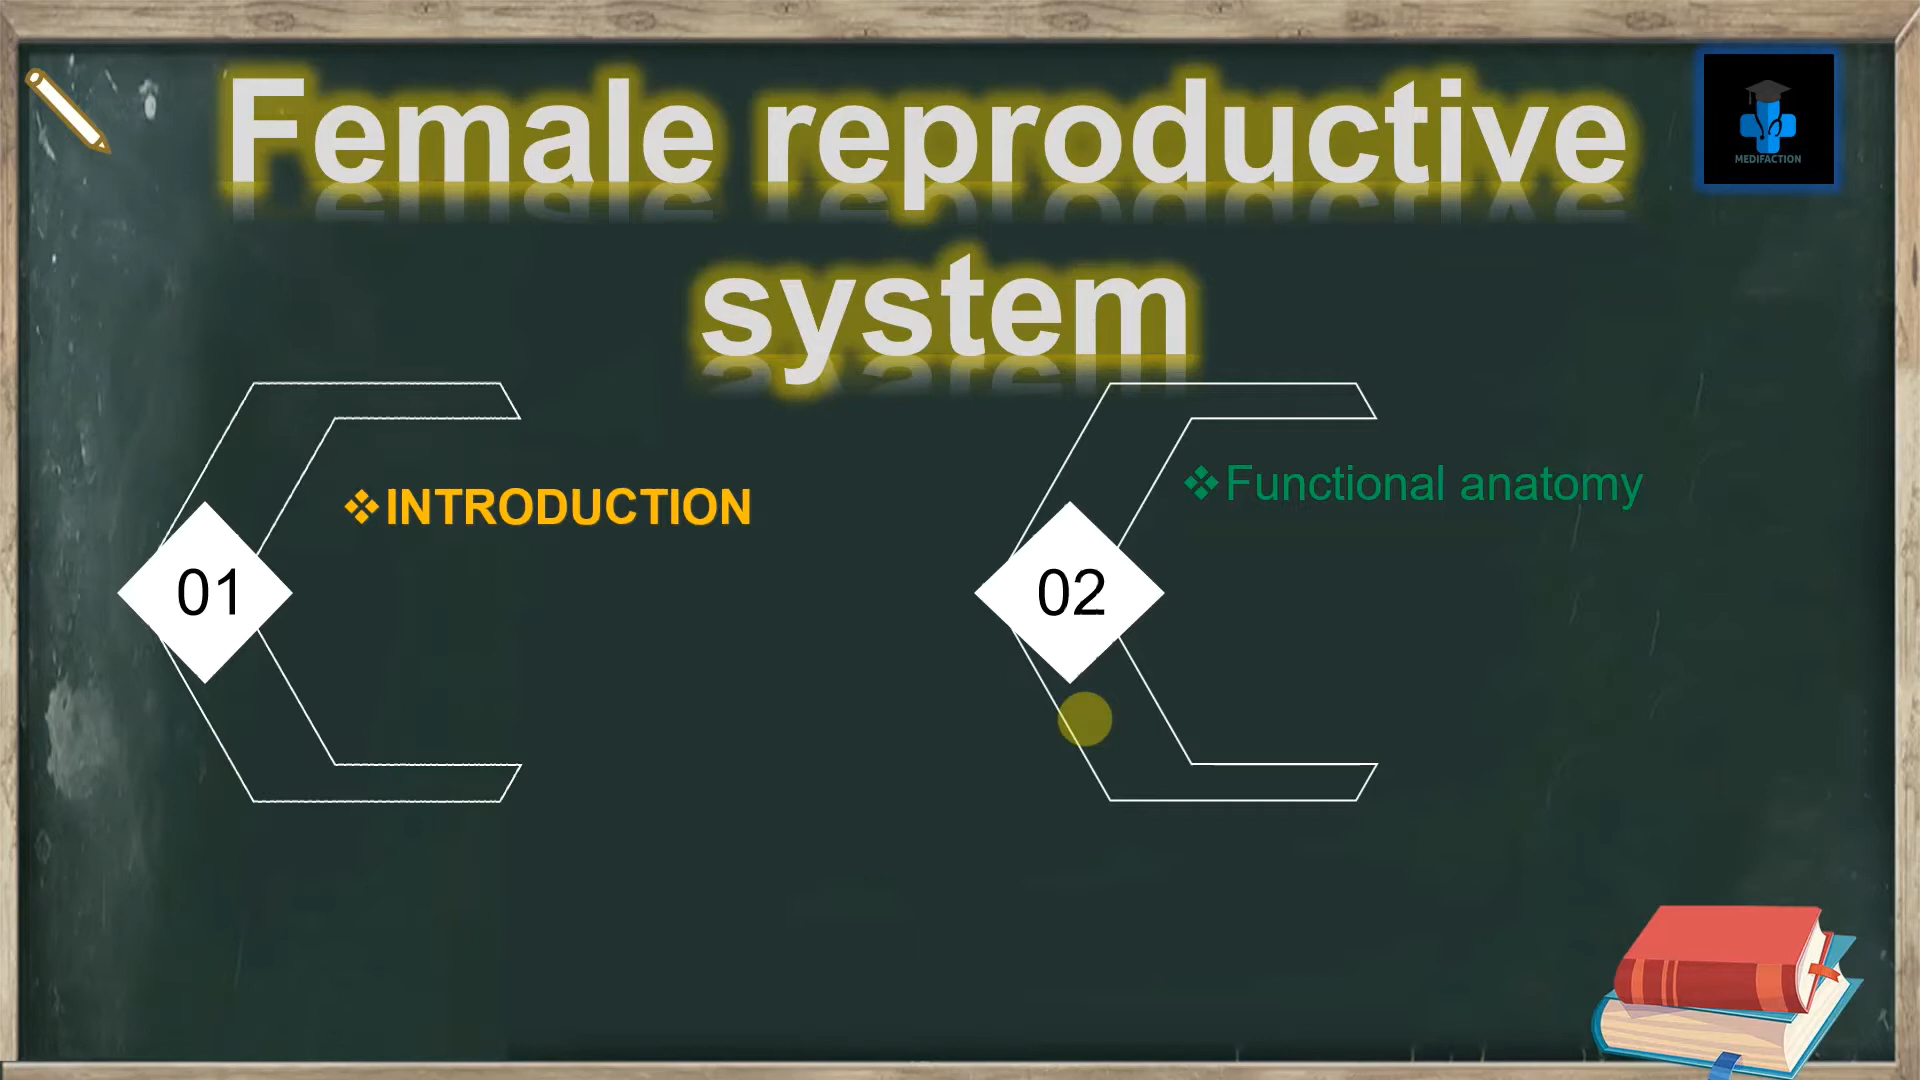 Female reproductive
system
MEDIFACTION
❖INTRODUCTION
01
❖Functional anatomy
02